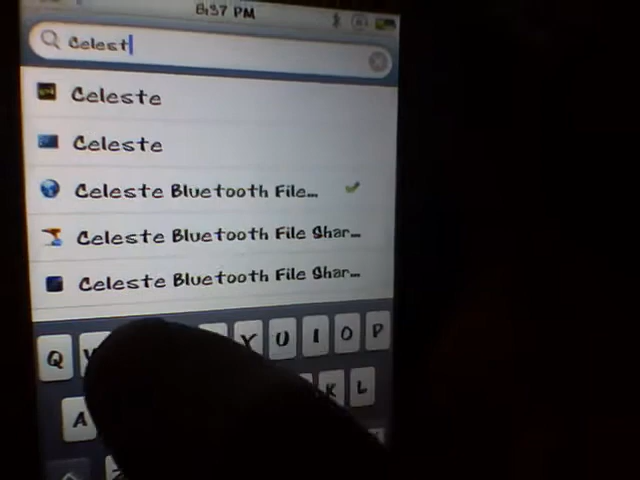 8:37 PM
Celest
Celeste
Celeste
Celeste Bluetooth File...
Celeste Bluetooth File Shar...
Celeste Bluetooth File Shar...
Q Y U I O P
A K L